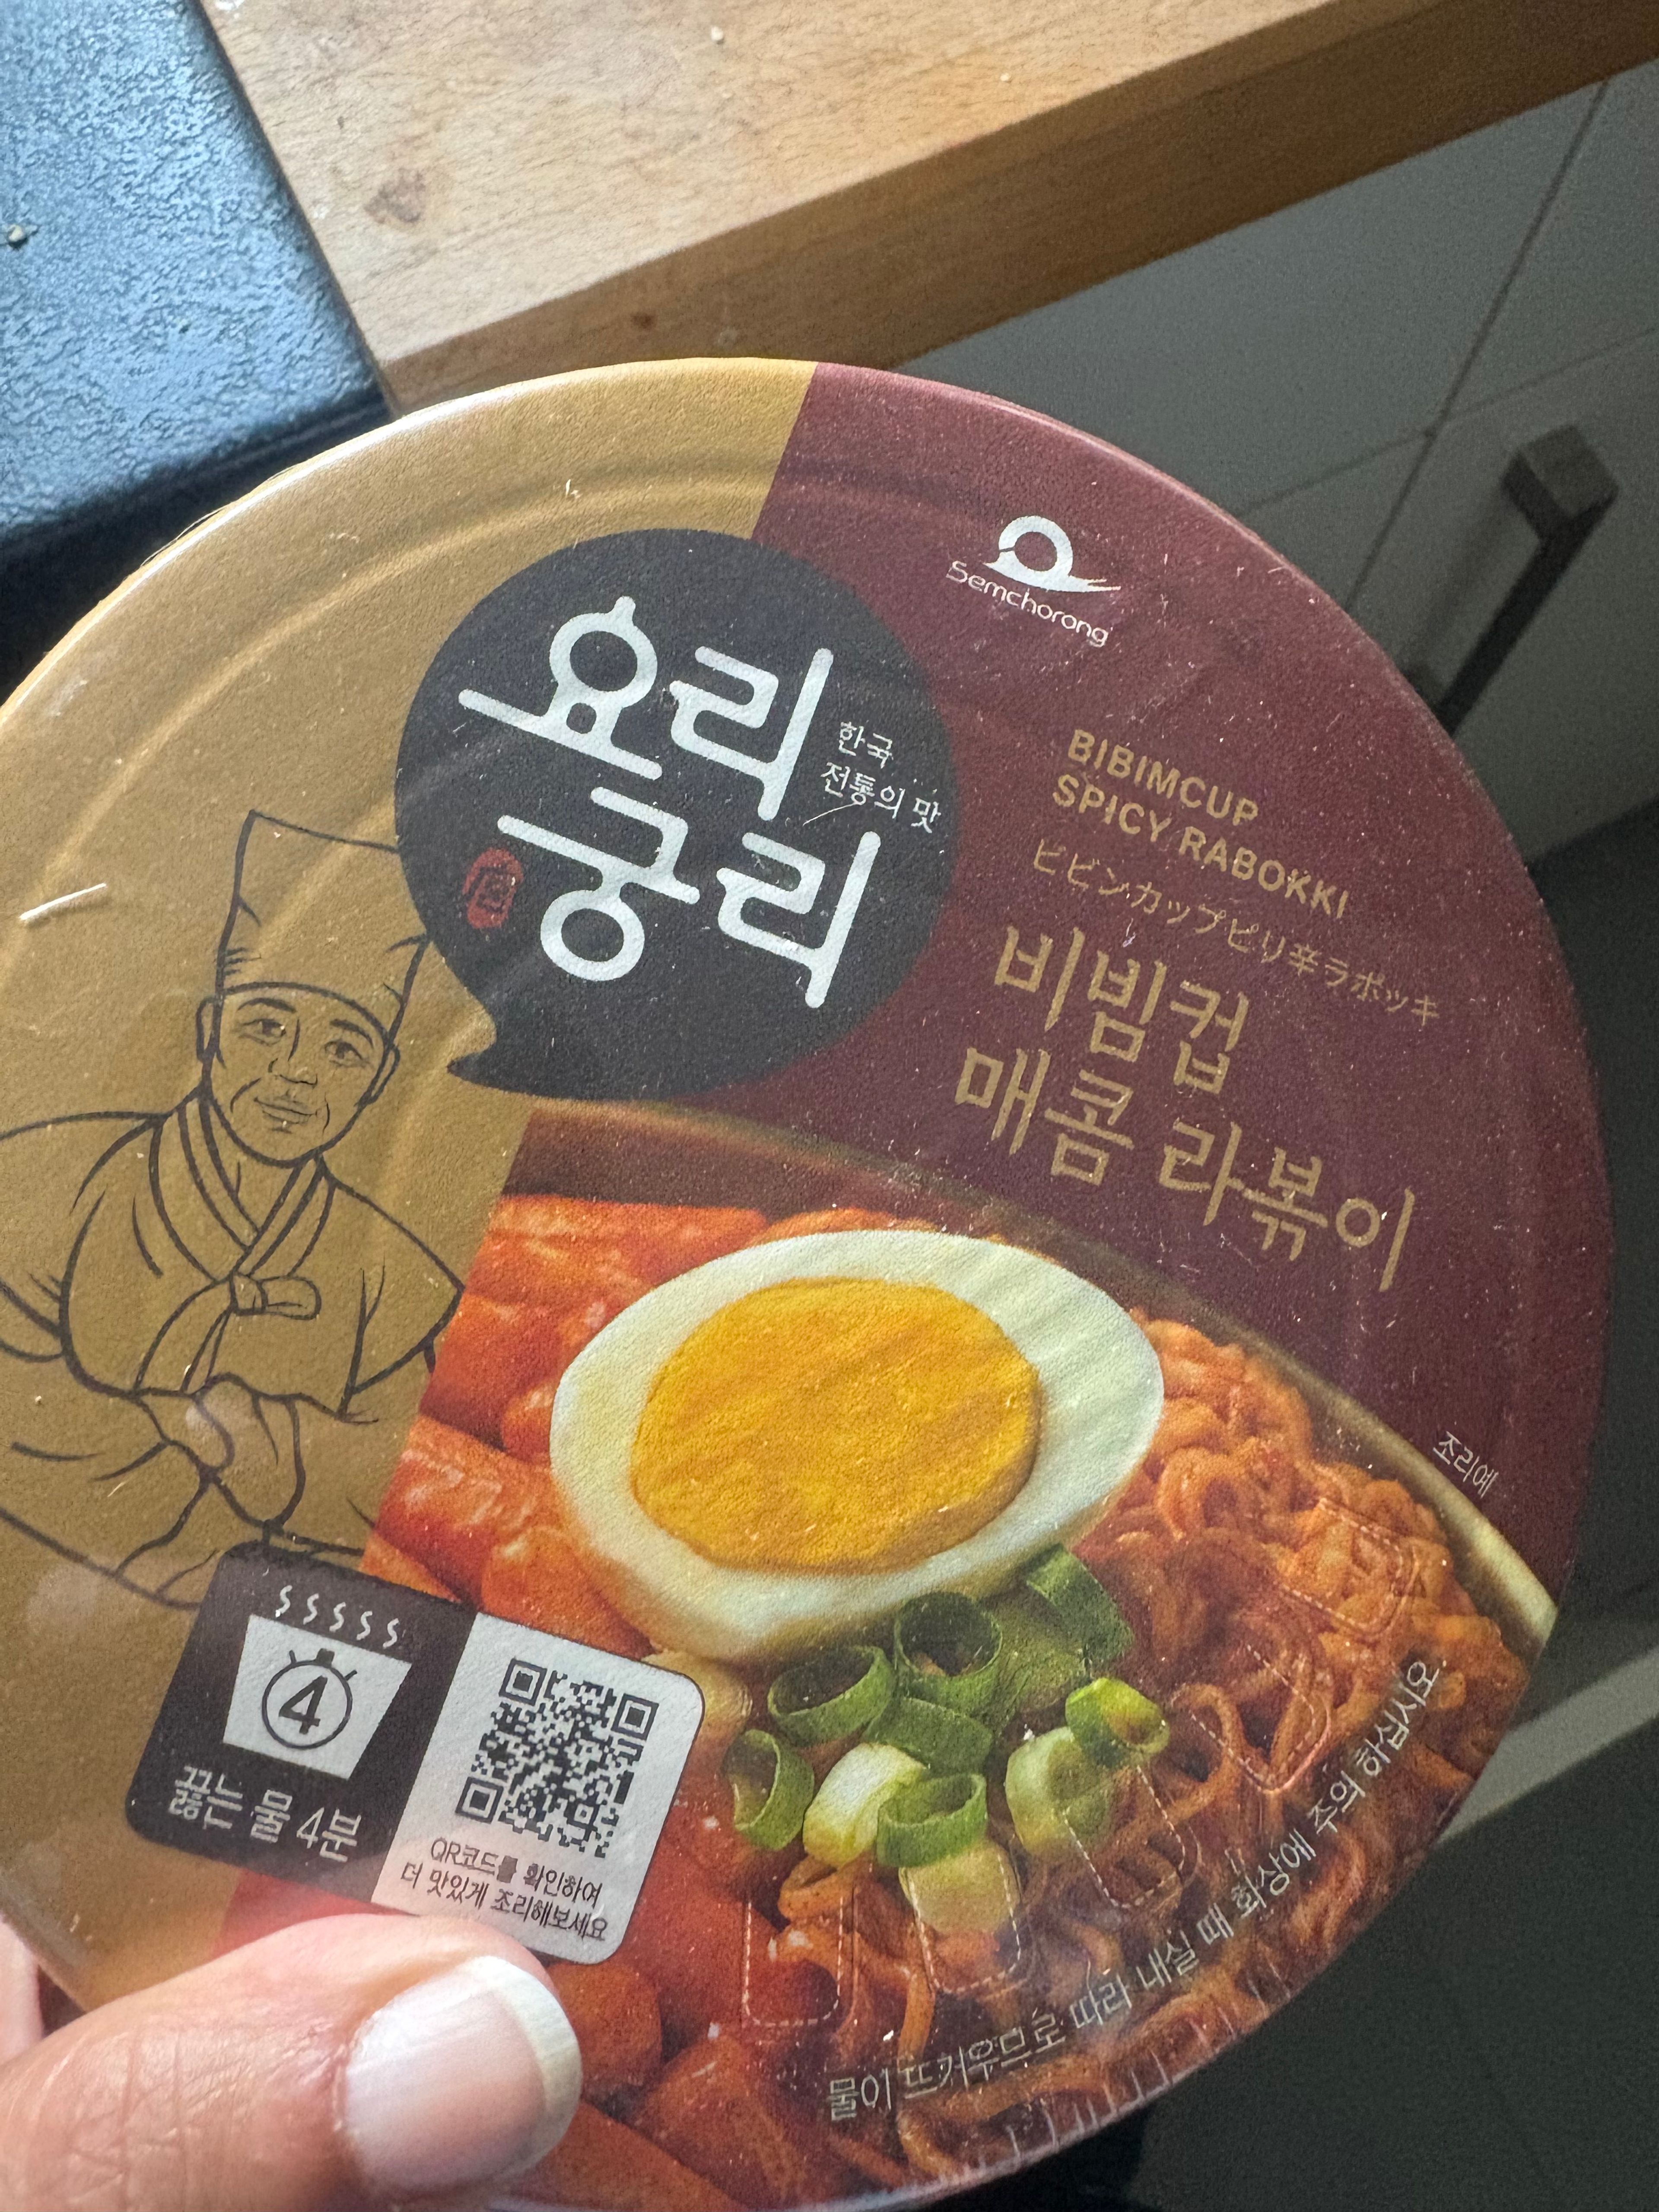 Semchorong
요리
궁리
한국
전통의 맛
BIBIMCUP
SPICY RABOKKI
ビビンカップピリ辛ラポッキ
비빔컵
매콤 라볶이
조리예
4
끓는 물 4분
QR코드를 확인하여
더 맛있게 조리해보세요
물이 뜨거우므로 따라 내실 때 화상에 주의 하십시요.